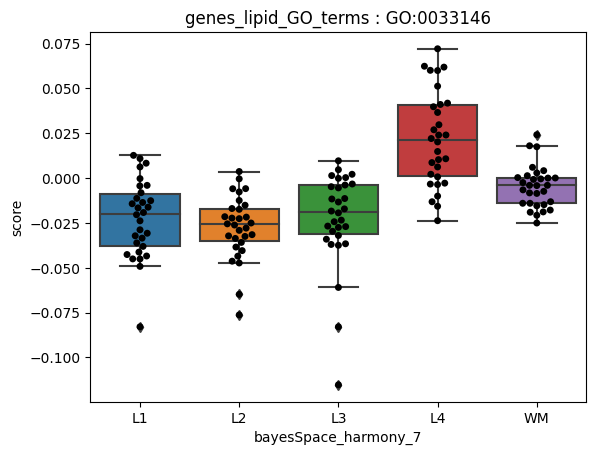 genes_lipid_GO_terms : GO:0033146
0.075
0.050
0.025
0.000
−0.025
−0.050
−0.075
−0.100
score
L1 L2 L3 L4 WM
bayesSpace_harmony_7